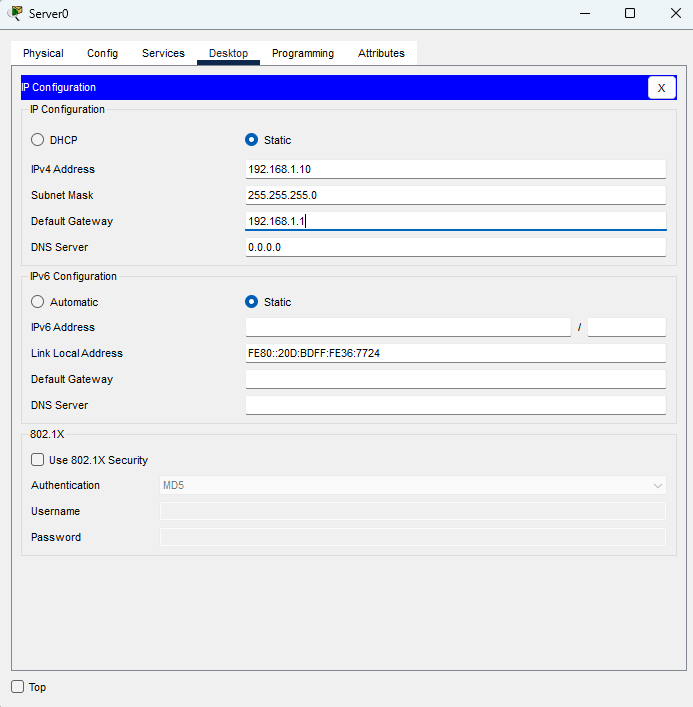 Server0
Physical Config Services Desktop Programming Attributes
IP Configuration X
IP Configuration
DHCP Static
IPv4 Address 192.168.1.10
Subnet Mask 255.255.255.0
Default Gateway 192.168.1.1
DNS Server 0.0.0.0
IPv6 Configuration
Automatic Static
IPv6 Address /
Link Local Address FE80::20D:BDFF:FE36:7724
Default Gateway
DNS Server
802.1X
Use 802.1X Security
Authentication MD5
Username
Password
Top